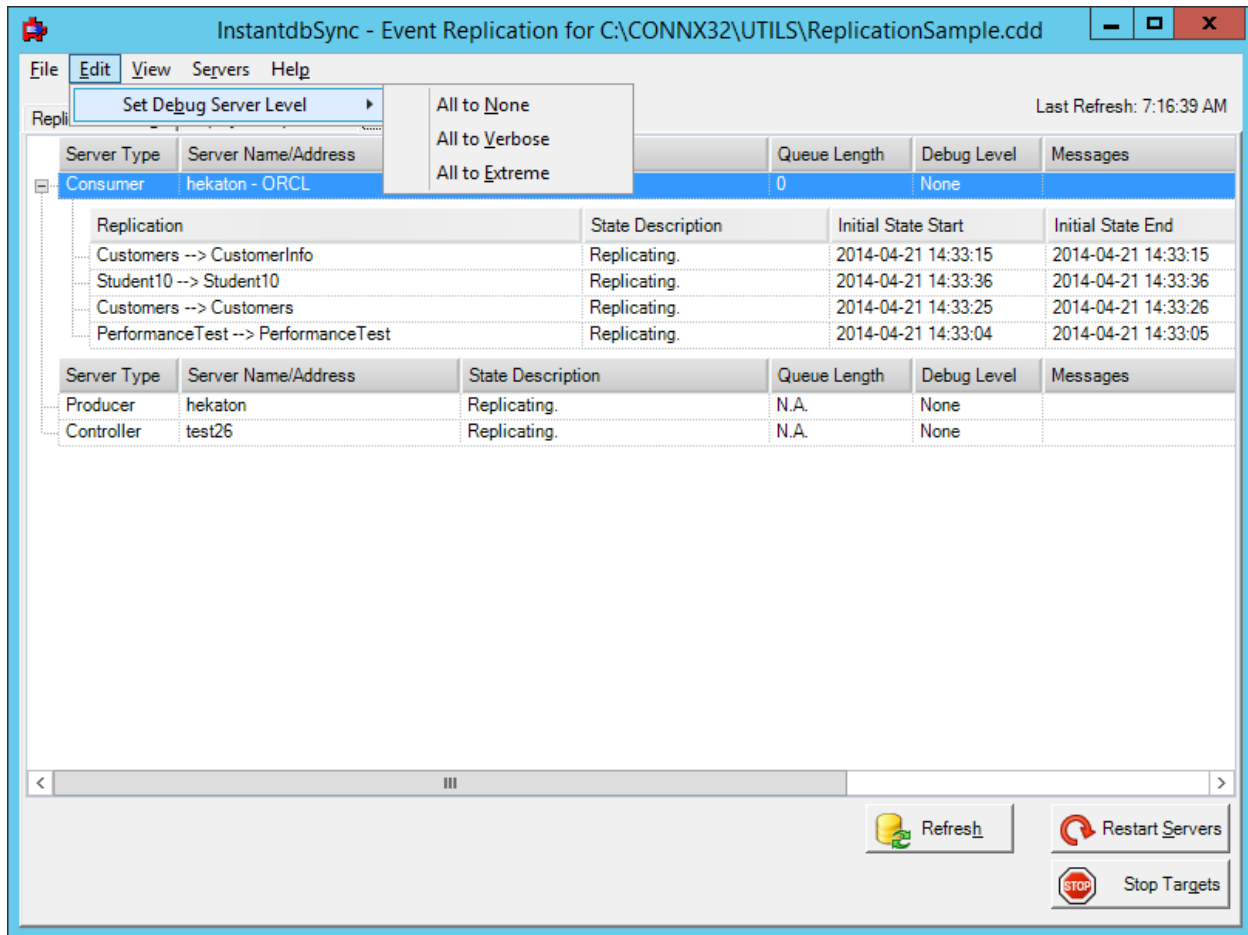 InstantdbSync - Event Replication for C:\CONNX32\UTILS\ReplicationSample.cdd
File Edit View Servers Help
Set Debug Server Level
All to None
All to Verbose
All to Extreme
Last Refresh: 7:16:39 AM
Server Type Server Name/Address Queue Length Debug Level Messages
Consumer hekaton - ORCL 0 None
Replication State Description Initial State Start Initial State End
Customers --> CustomerInfo Replicating. 2014-04-21 14:33:15 2014-04-21 14:33:15
Student10 --> Student10 Replicating. 2014-04-21 14:33:36 2014-04-21 14:33:36
Customers --> Customers Replicating. 2014-04-21 14:33:25 2014-04-21 14:33:26
PerformanceTest --> PerformanceTest Replicating. 2014-04-21 14:33:04 2014-04-21 14:33:05
Server Type Server Name/Address State Description Queue Length Debug Level Messages
Producer hekaton Replicating. N.A. None
Controller test26 Replicating. N.A. None
Refresh
Restart Servers
STOP Stop Targets